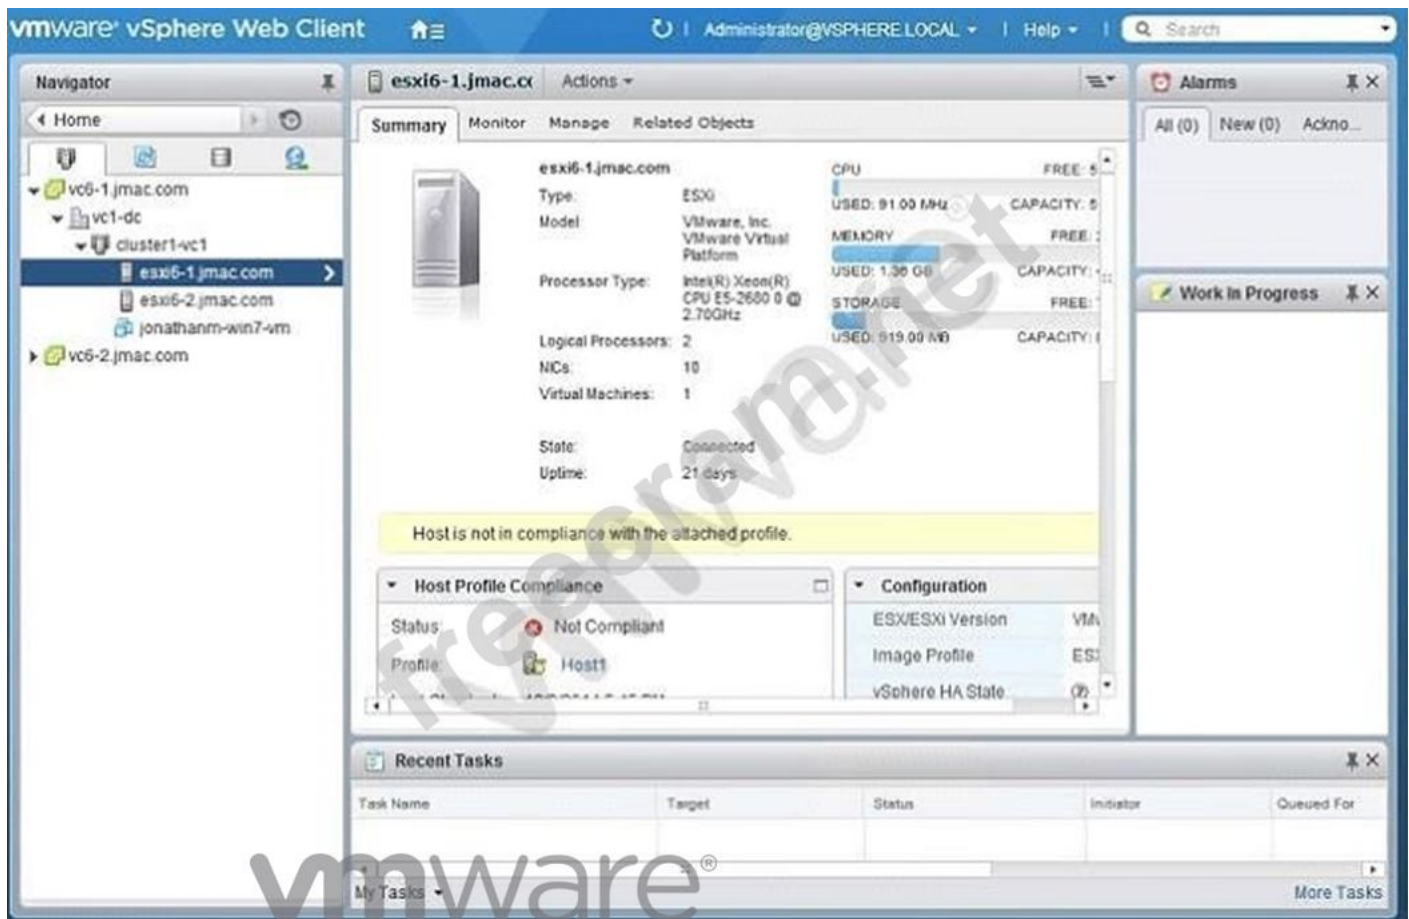 vmware® vSphere Web Client
Administrator@VSPHERE.LOCAL
Help
Search
Navigator
Home
vc6-1.jmac.com
vc1-dc
cluster1-vc1
esxi6-1.jmac.com
esxi6-2.jmac.com
jonathanm-win7-vm
vc6-2.jmac.com
esxi6-1.jmac.cc Actions
Summary Monitor Manage Related Objects
esxi6-1.jmac.com
Type: ESXi
Model VMware, Inc.
VMware Virtual
Platform
Processor Type: Intel(R) Xeon(R)
CPU E5-2680 0 @
2.70GHz
Logical Processors: 2
NICs: 10
Virtual Machines: 1
State: Connected
Uptime: 21 days
CPU FREE: 5
USED: 91.00 MHz CAPACITY: 5
MEMORY FREE:
USED: 1.36 GB CAPACITY:
STORAGE FREE:
USED: 919.00 MB CAPACITY:
Host is not in compliance with the attached profile.
Host Profile Compliance
Status: Not Compliant
Profile: Host1
Configuration
ESX/ESXi Version
Image Profile
vSphere HA State (?)
Alarms
All (0) New (0) Ackno...
Work In Progress
Recent Tasks
Task Name Target Status Initiator Queued For
My Tasks More Tasks
freecram.net
vmware®